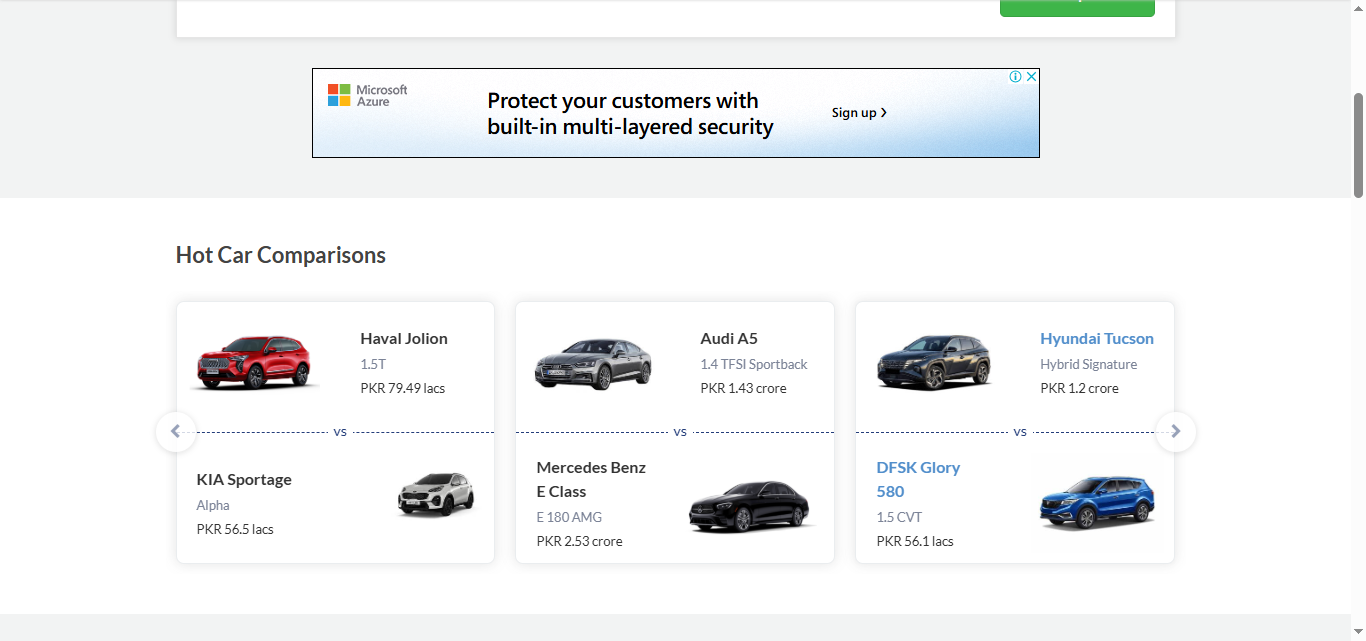 Microsoft
Azure
Protect your customers with
built-in multi-layered security
Sign up
Hot Car Comparisons
Haval Jolion
1.5T
PKR 79.49 lacs
vs
KIA Sportage
Alpha
PKR 56.5 lacs
Audi A5
1.4 TFSI Sportback
PKR 1.43 crore
vs
Mercedes Benz
E Class
E 180 AMG
PKR 2.53 crore
Hyundai Tucson
Hybrid Signature
PKR 1.2 crore
vs
DFSK Glory
580
1.5 CVT
PKR 56.1 lacs